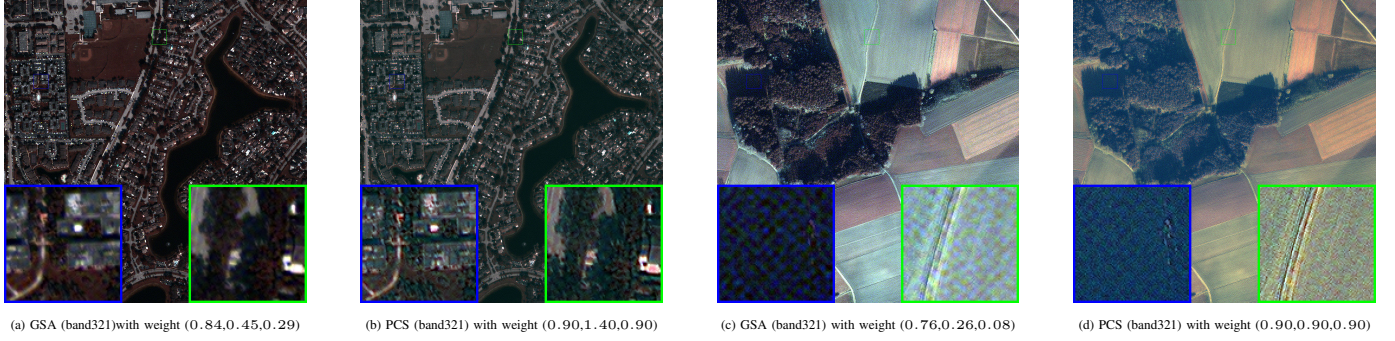 (a) GSA (band321)with weight (0.84,0.45,0.29)
(b) PCS (band321) with weight (0.90,1.40,0.90)
(c) GSA (band321) with weight (0.76,0.26,0.08)
(d) PCS (band321) with weight (0.90,0.90,0.90)